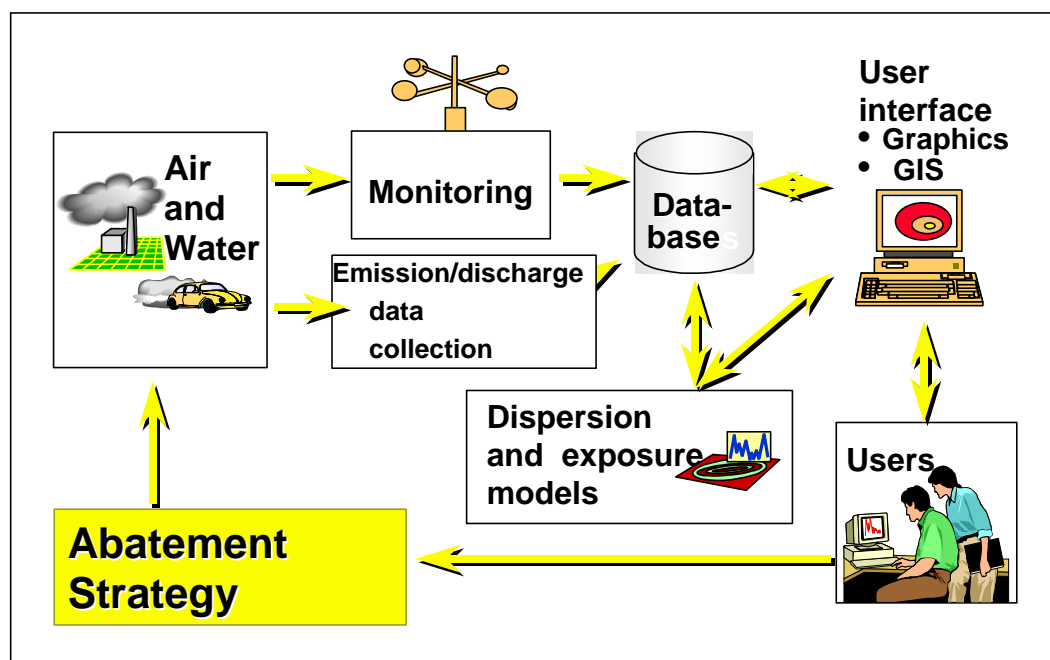 Air
and
Water
Monitoring
Emission/discharge
data
collection
Data-
bases
User
interface
• Graphics
• GIS
Dispersion
and exposure
models
Users
Abatement
Strategy